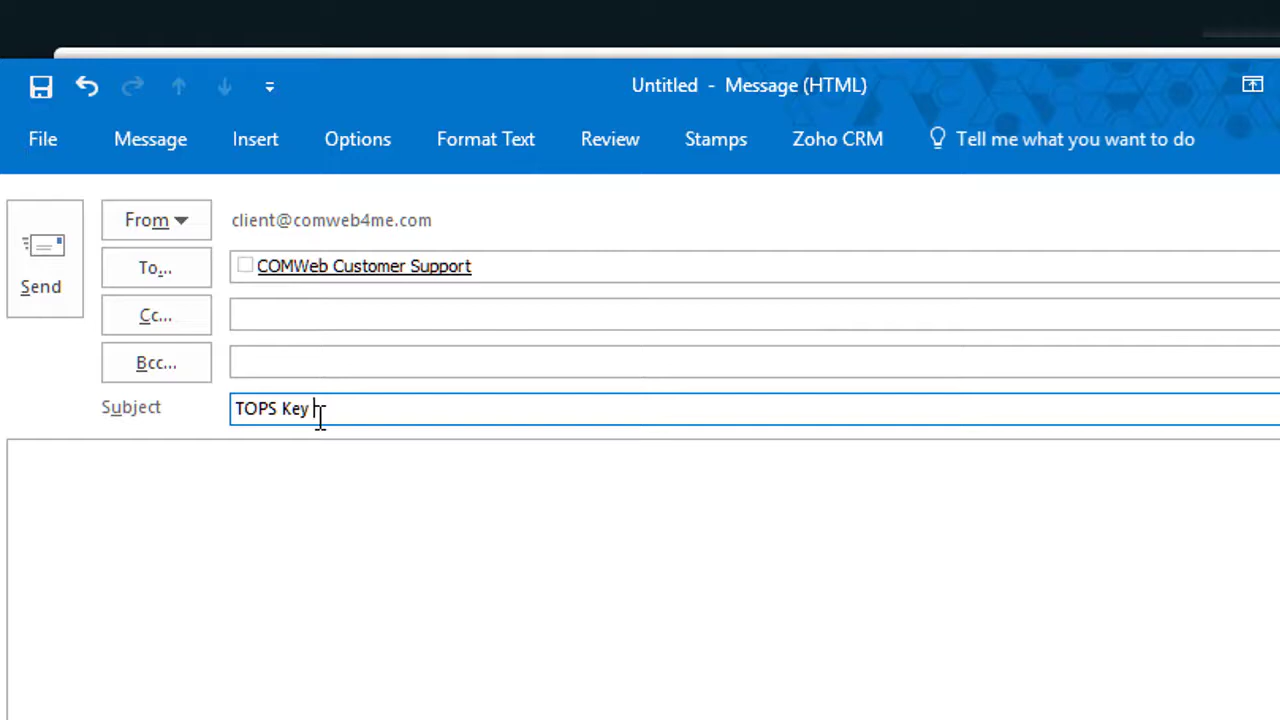 Untitled - Message (HTML)
File Message Insert Options Format Text Review Stamps Zoho CRM Tell me what you want to do
From client@comweb4me.com
To... COMWeb Customer Support
Send
Cc...
Bcc...
Subject TOPS Key